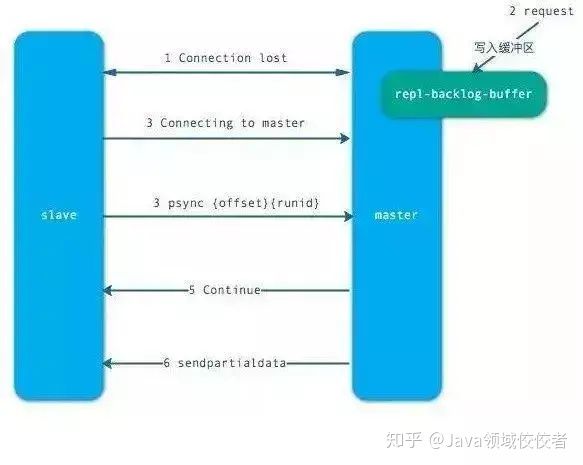 2 request
写入缓冲区
1 Connection lost
repl-backlog-buffer
3 Connecting to master
3 psync {offset}{runid}
slave
master
5 Continue
6 sendpartialdata
知乎 @Java领域佼佼者